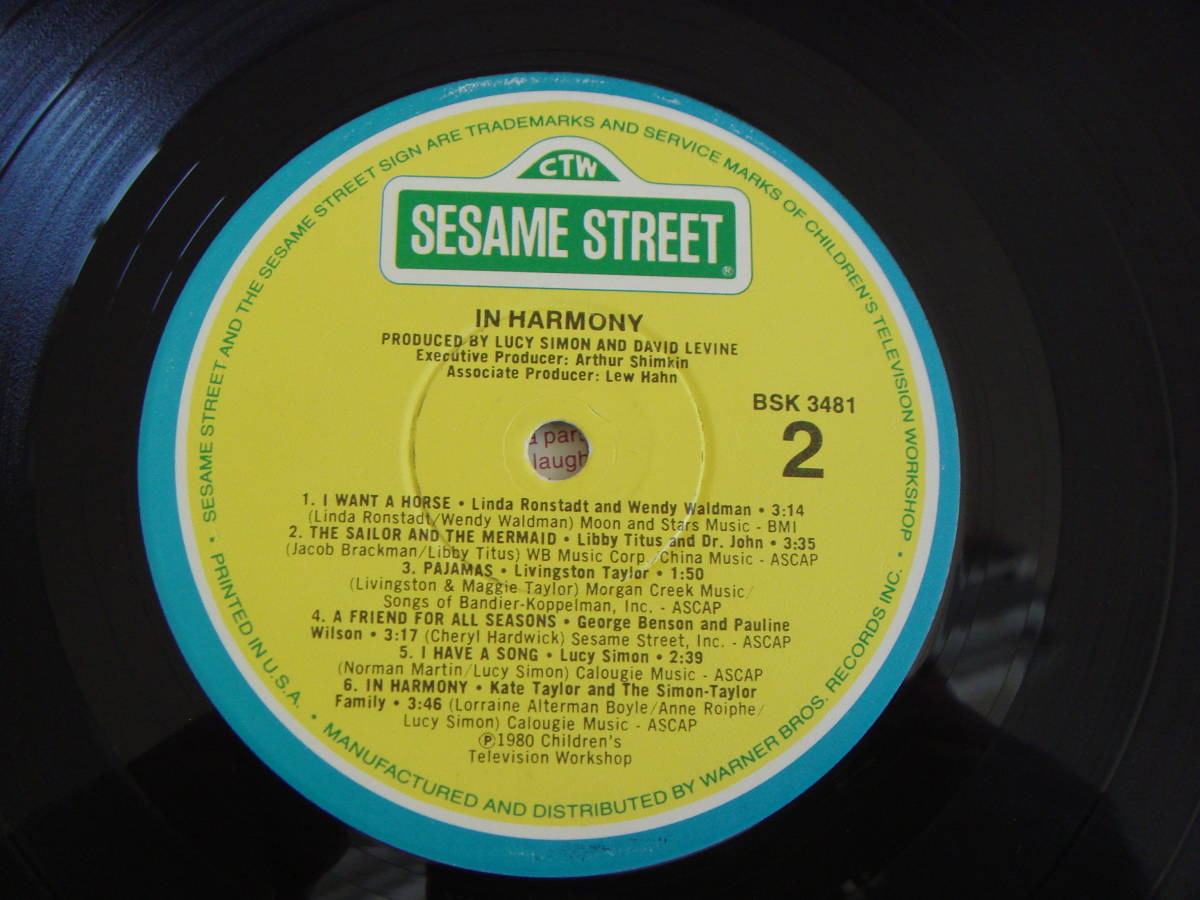 CTW
SESAME STREET
®
IN HARMONY
PRODUCED BY LUCY SIMON AND DAVID LEVINE
Executive Producer: Arthur Shimkin
Associate Producer: Lew Hahn
BSK 3481
2
a par
laugh
1. I WANT A HORSE • Linda Ronstadt and Wendy Waldman • 3:14
(Linda Ronstadt/Wendy Waldman) Moon and Stars Music - BMI
2. THE SAILOR AND THE MERMAID • Libby Titus and Dr. John • 3:35
(Jacob Brackman/Libby Titus) WB Music Corp./China Music - ASCAP
3. PAJAMAS • Livingston Taylor • 1:50
(Livingston & Maggie Taylor) Morgan Creek Music/
Songs of Bandier-Koppelman, Inc. - ASCAP
4. A FRIEND FOR ALL SEASONS • George Benson and Pauline
Wilson • 3:17 (Cheryl Hardwick) Sesame Street, Inc. - ASCAP
5. I HAVE A SONG • Lucy Simon • 2:39
(Norman Martin/Lucy Simon) Calougie Music - ASCAP
6. IN HARMONY • Kate Taylor and The Simon-Taylor
Family • 3:46 (Lorraine Alterman Boyle/Anne Roiphe/
Lucy Simon) Calougie Music - ASCAP
℗1980 Children's
Television Workshop
• SESAME STREET AND THE SESAME STREET SIGN ARE TRADEMARKS AND SERVICE MARKS OF CHILDREN'S TELEVISION WORKSHOP •
PRINTED IN U.S.A. • MANUFACTURED AND DISTRIBUTED BY WARNER BROS. RECORDS INC.